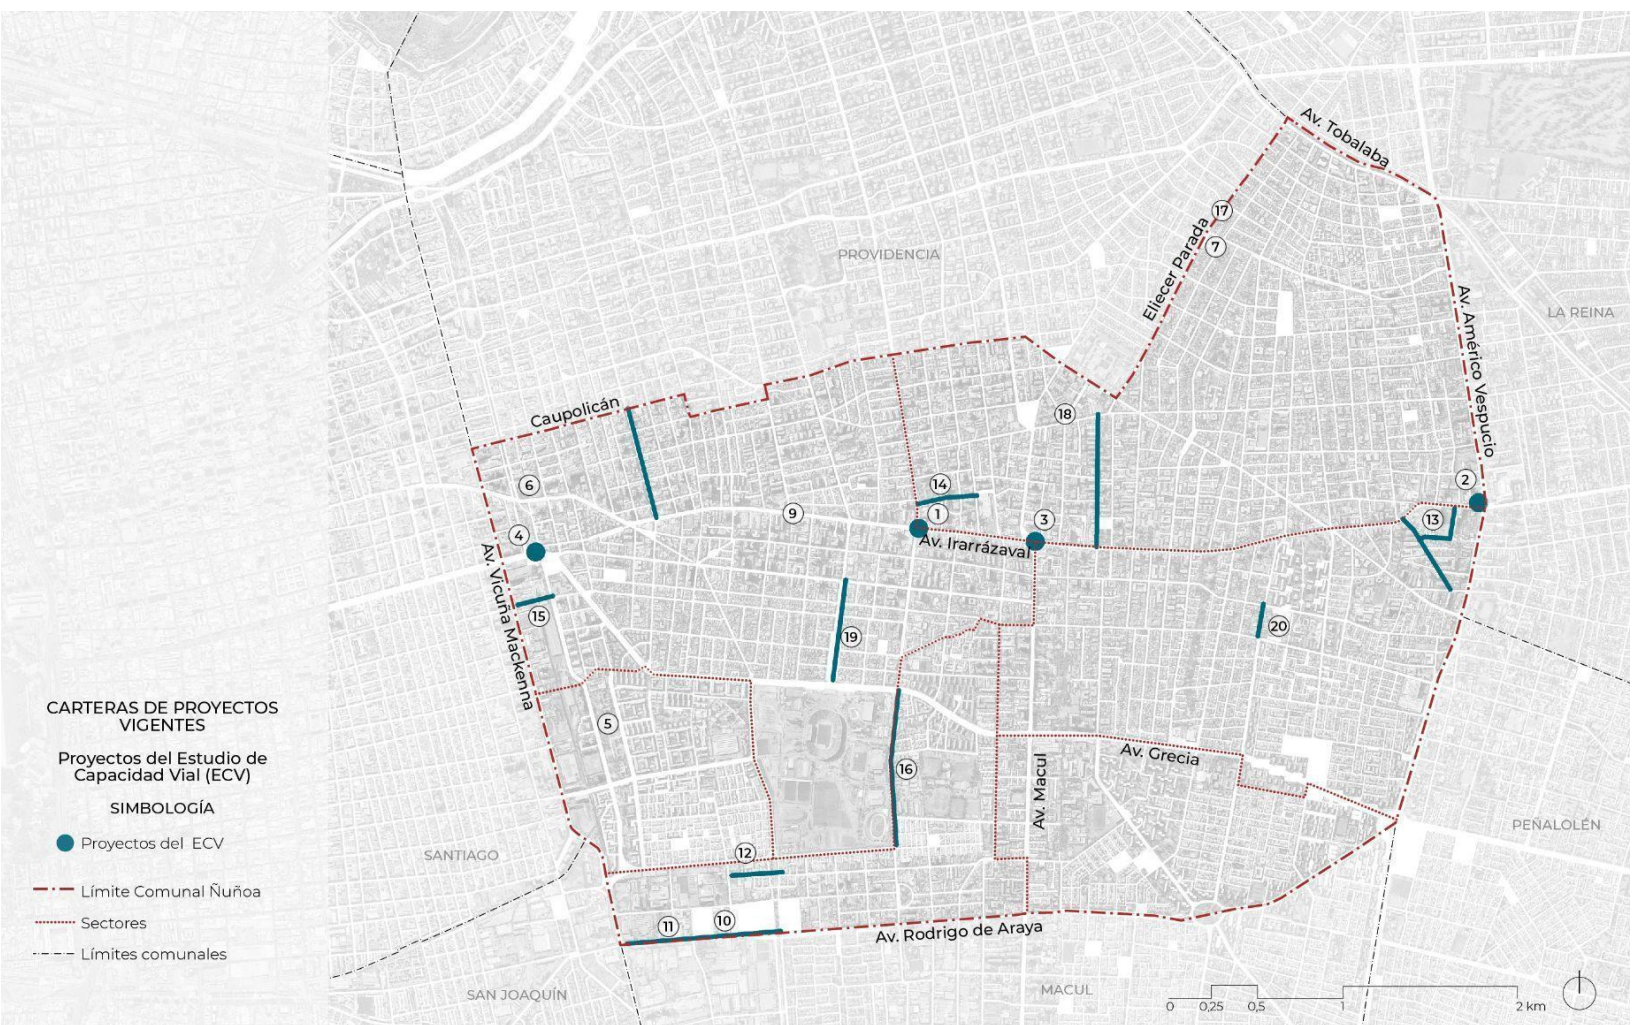 Av. Tobalaba
17
PROVIDENCIA
7
Eliecer Parada
Av. Américo Vespucio
LA REINA
Caupolicán
18
6
14
2
9
1
3
13
4
Av. Irarrázaval
Av. Vicuña Mackenna
15
19
20
5
Av. Grecia
16
Av. Macul
12
SANTIAGO
PEÑALOLÉN
11
10
Av. Rodrigo de Araya
SAN JOAQUÍN
MACUL
CARTERAS DE PROYECTOS
VIGENTES
Proyectos del Estudio de
Capacidad Vial (ECV)
SIMBOLOGÍA
Proyectos del ECV
Límite Comunal Ñuñoa
Sectores
Límites comunales
0 0,25 0,5 1 2 km